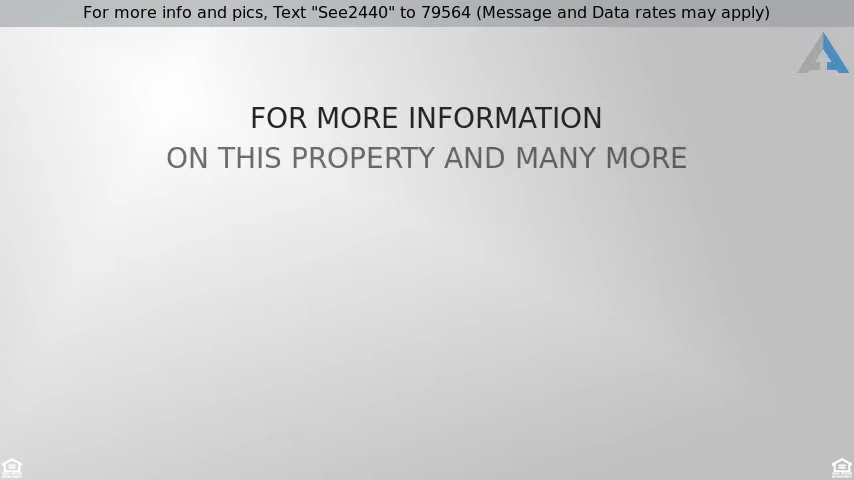 For more info and pics, Text "See2440" to 79564 (Message and Data rates may apply)
FOR MORE INFORMATION
ON THIS PROPERTY AND MANY MORE